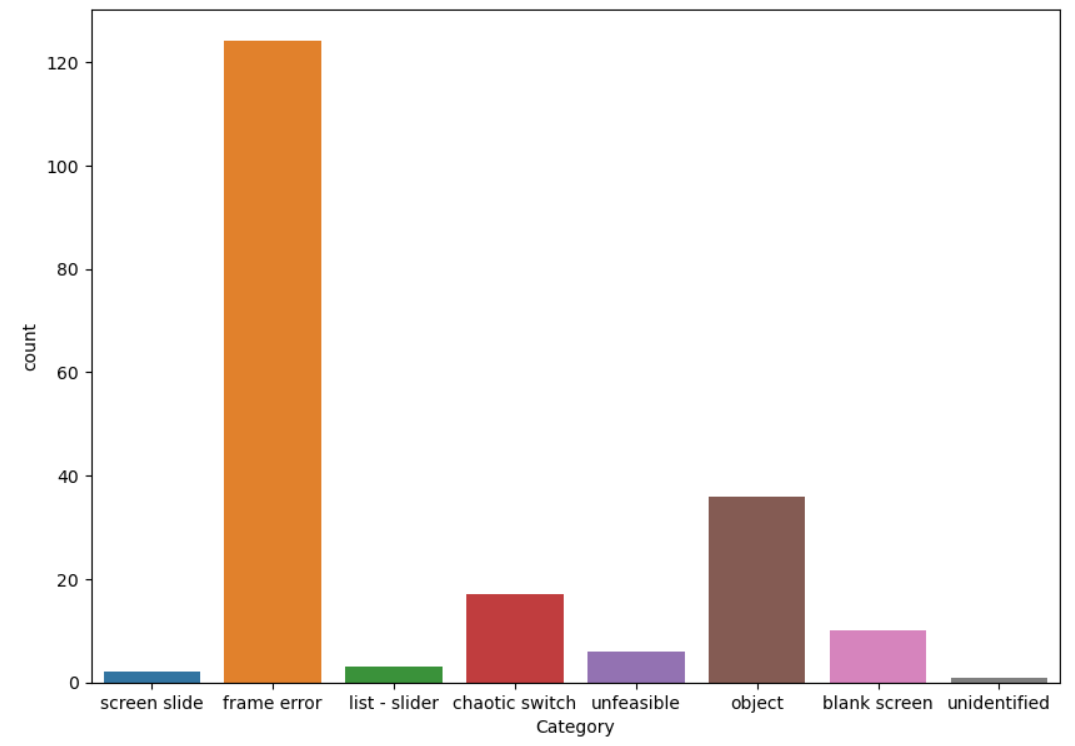 120
100
80
60
40
20
0
count
screen slide frame error list - slider chaotic switch unfeasible object blank screen unidentified
Category